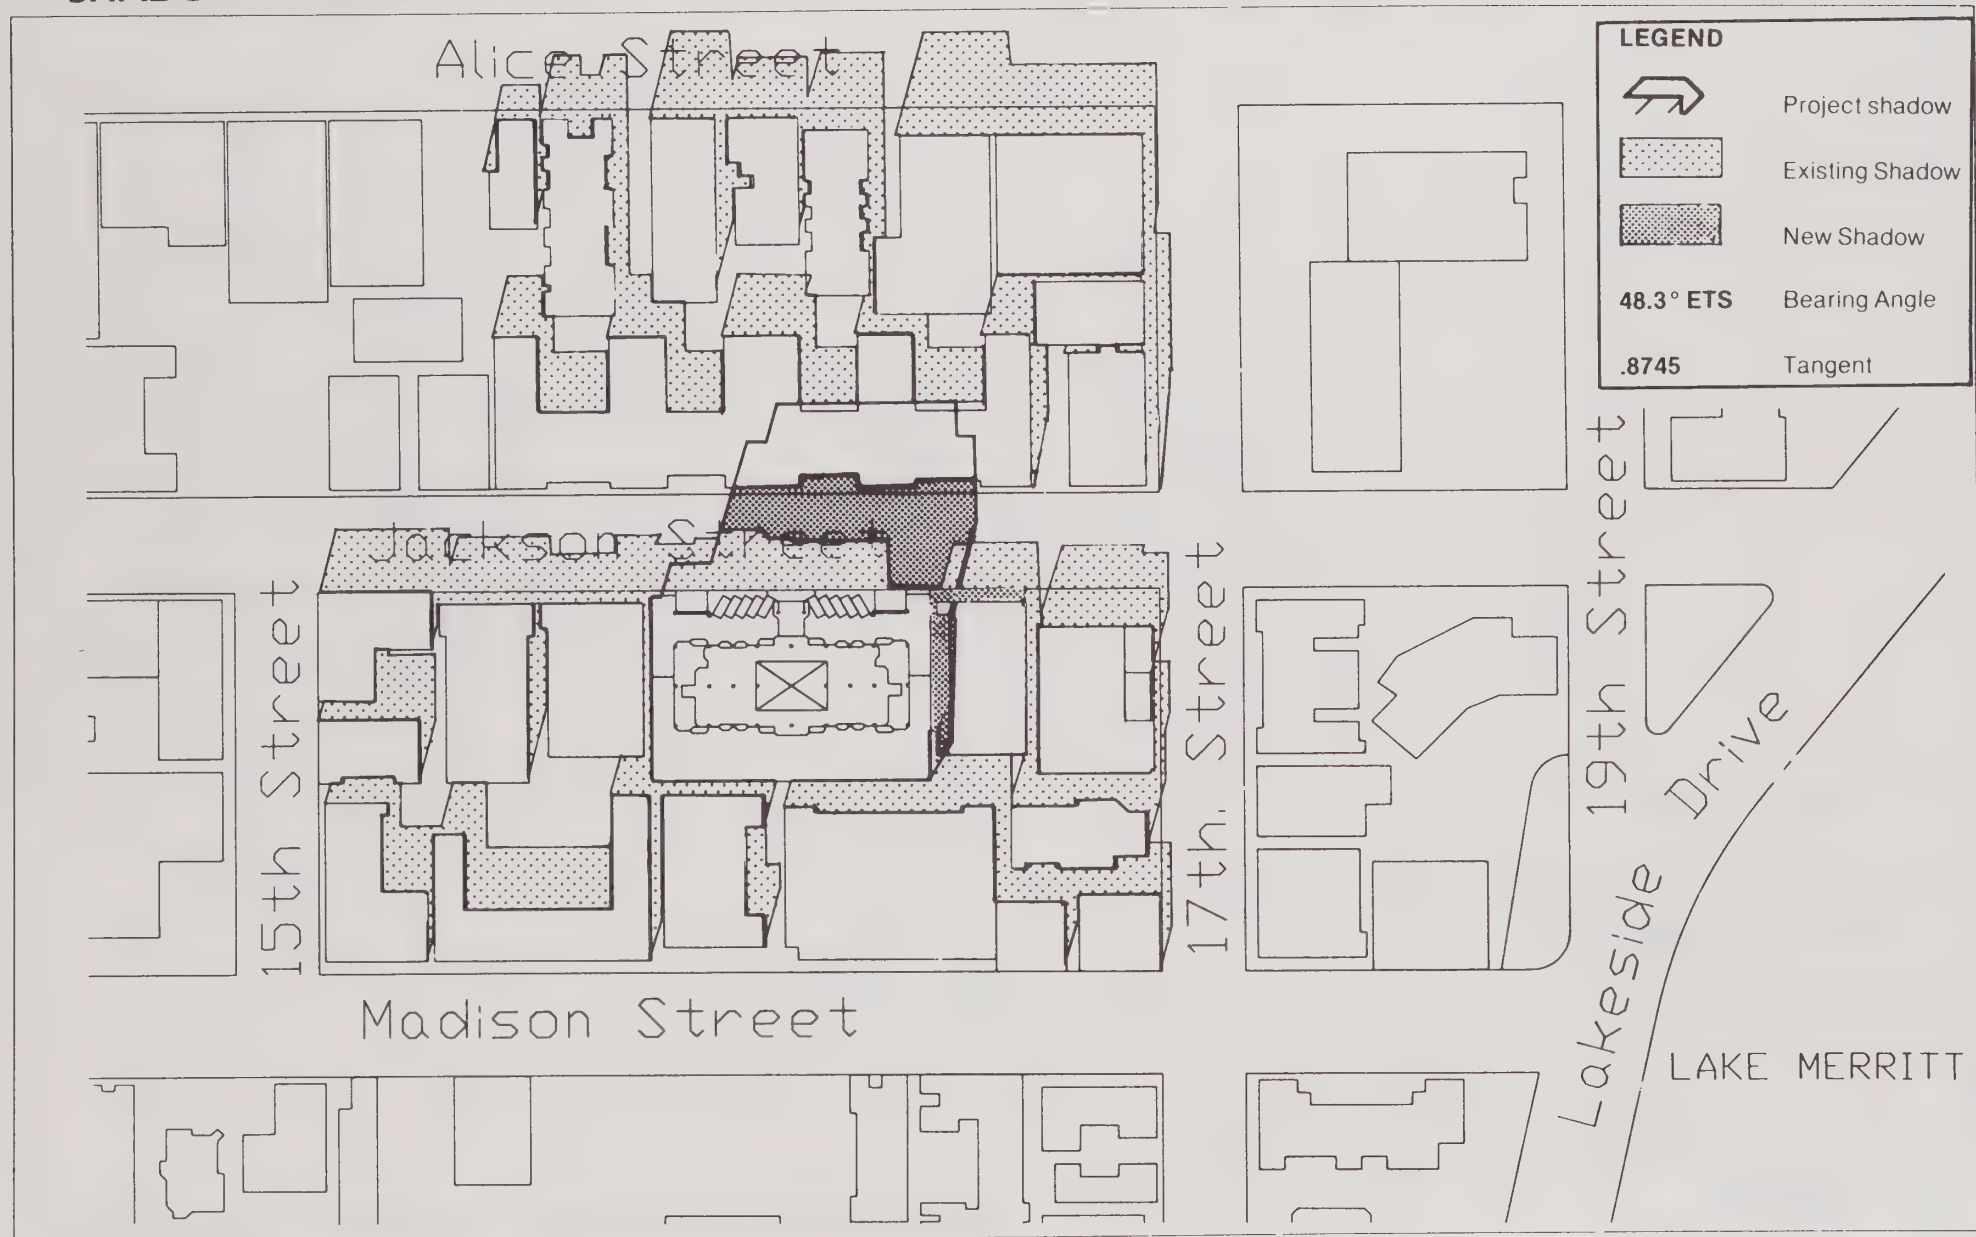 LEGEND
Project shadow
Existing Shadow
New Shadow
48.3° ETS Bearing Angle
.8745 Tangent
Alice Street
Jackson Street
15th Street
17th. Street
19th Street
Madison Street
Lakeside Drive
LAKE MERRITT